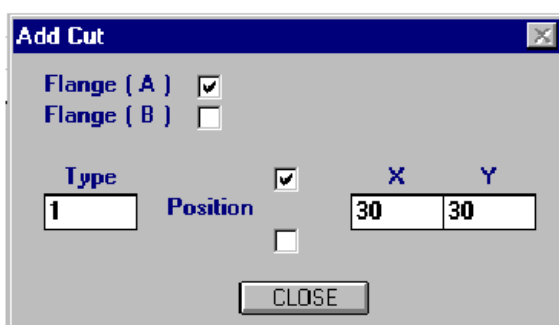 Add Cut
Flange ( A )
Flange ( B )
Type X Y
1 Position 30 30
CLOSE